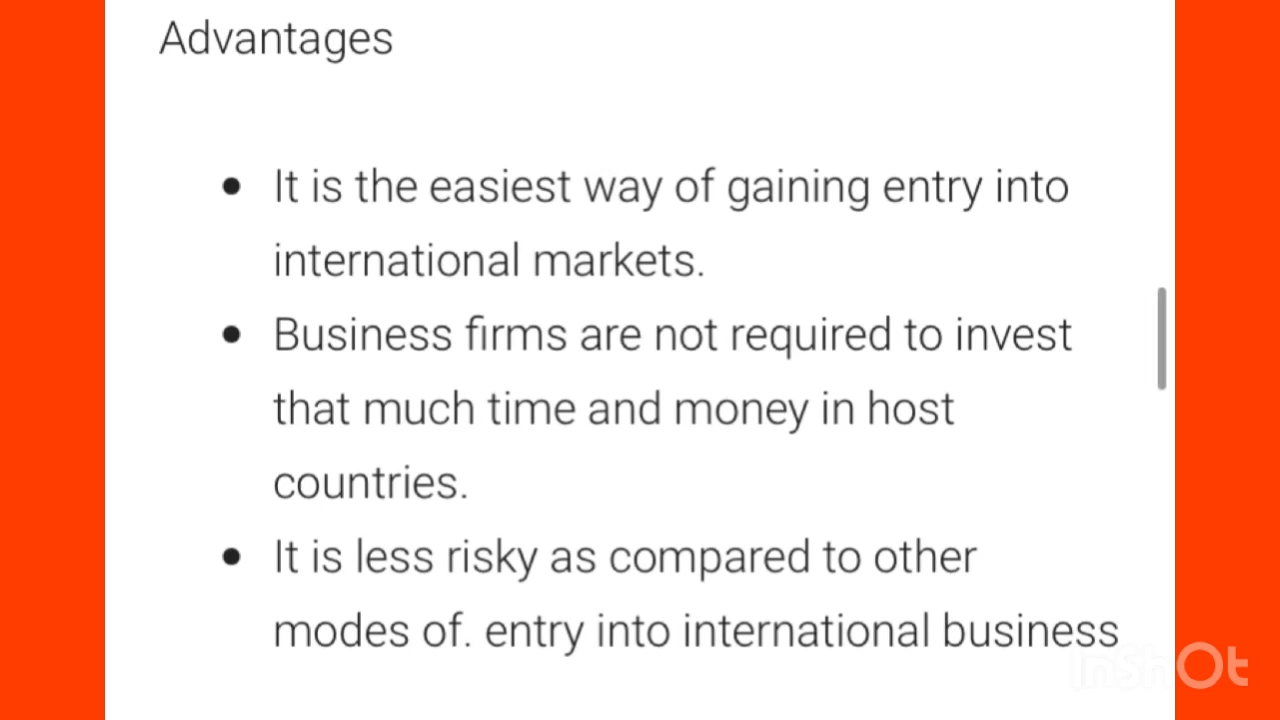 Advantages
• It is the easiest way of gaining entry into
international markets.
• Business firms are not required to invest
that much time and money in host
countries.
• It is less risky as compared to other
modes of. entry into international business
InShOt